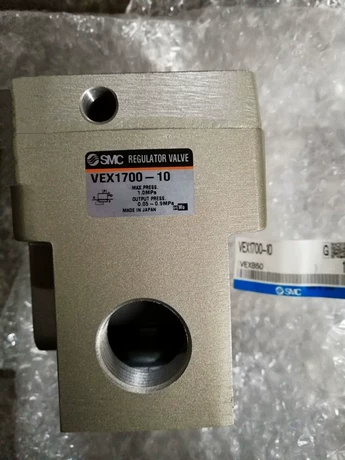 SMC REGULATOR VALVE
VEX1700-10
MAX. PRESS.
1.0MPa
OUTPUT PRESS.
0.05-0.9MPa
MADE IN JAPAN
VEX1700-10
G
VEXB50
SMC